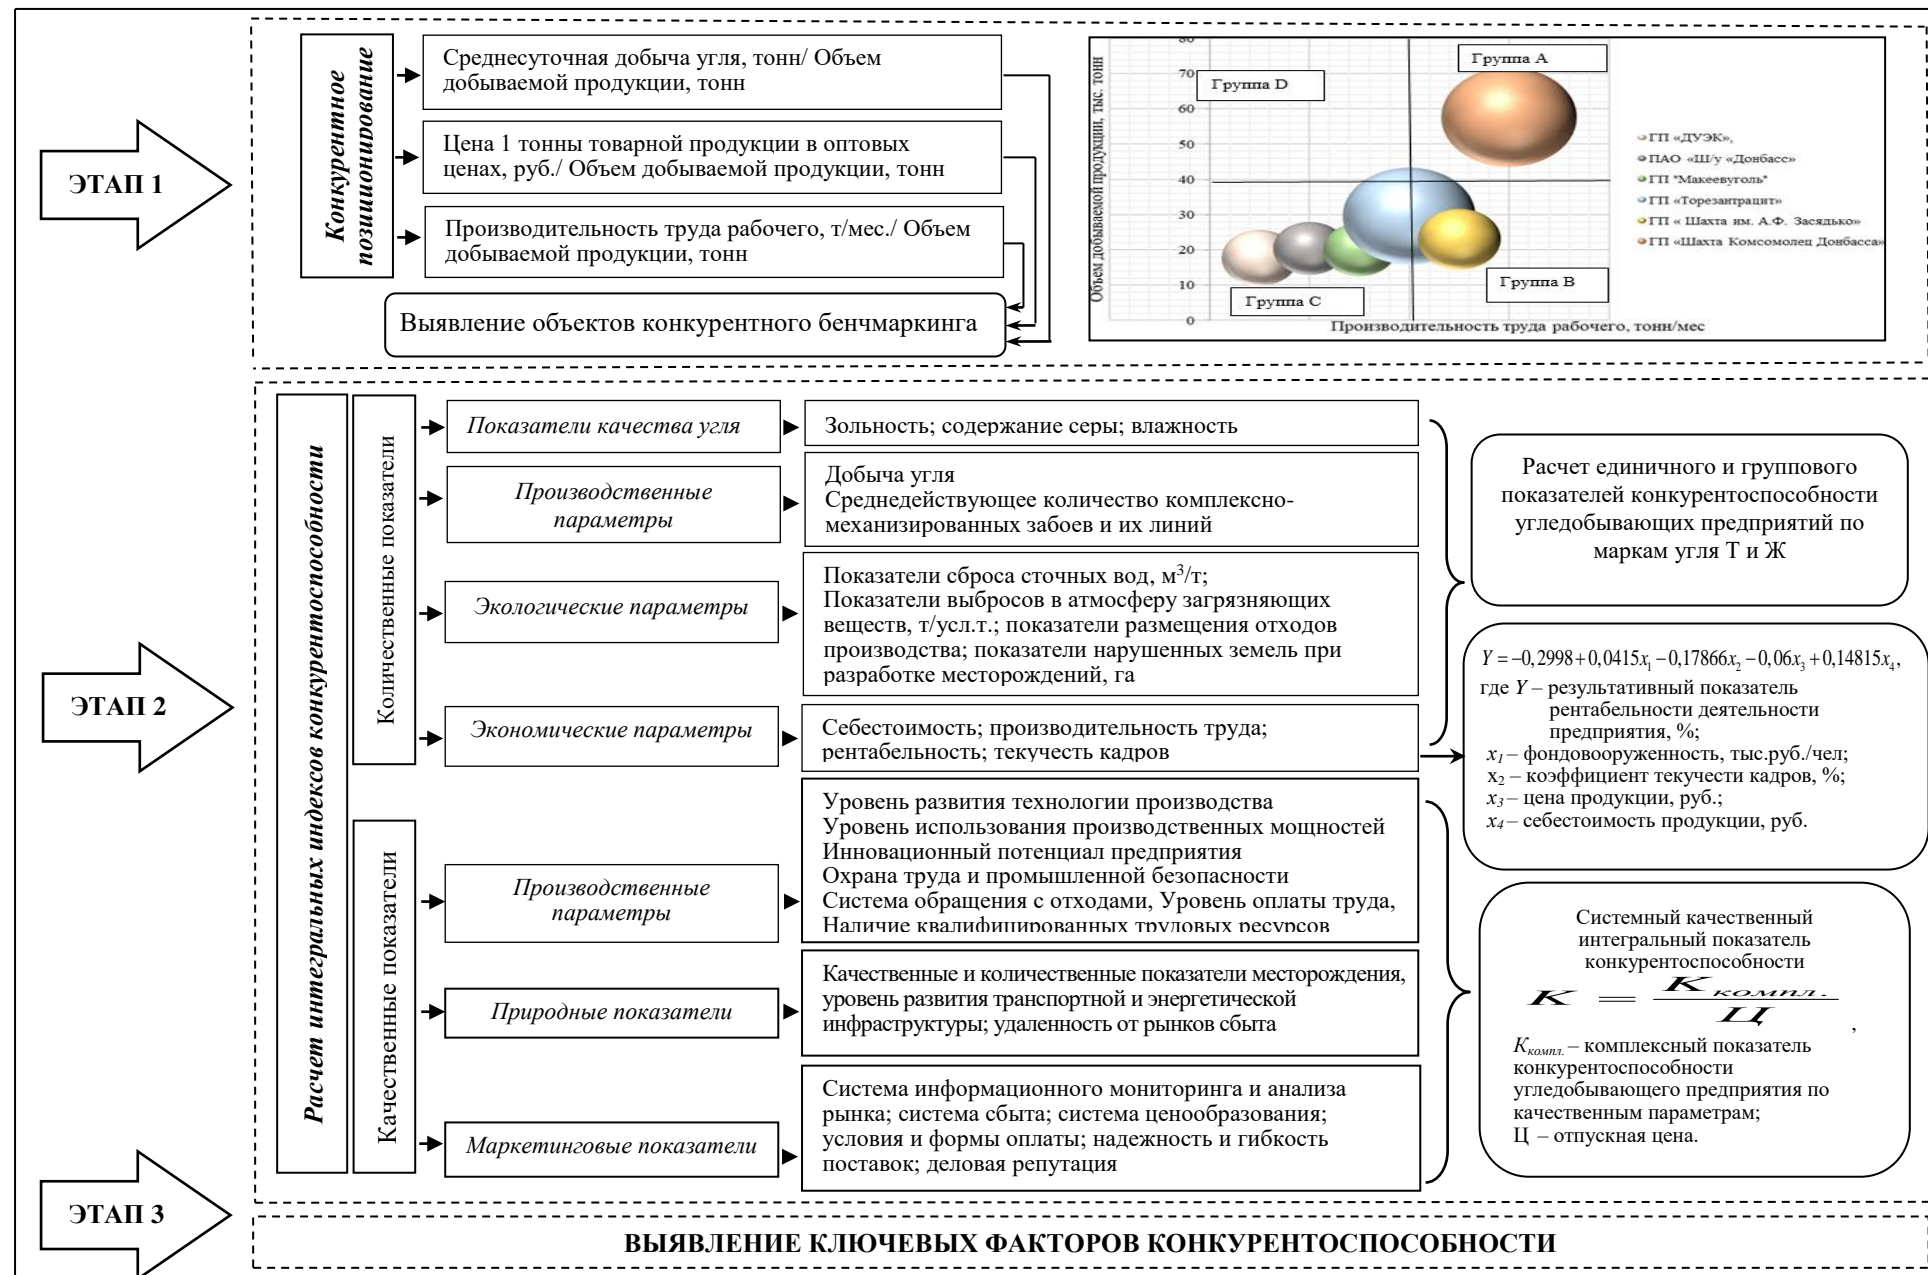 ЭТАП 1
Конкурентное
позиционирование
Среднесуточная добыча угля, тонн/ Объем
добываемой продукции, тонн
Цена 1 тонны товарной продукции в оптовых
ценах, руб./ Объем добываемой продукции, тонн
Производительность труда рабочего, т/мес./ Объем
добываемой продукции, тонн
Выявление объектов конкурентного бенчмаркинга
Объем добываемой продукции, тыс. тонн
80
70
60
50
40
30
20
10
0
Группа A
Группа D
Группа B
Группа C
Производительность труда рабочего, тонн/мес
ГП «ДУЭК»,
ПАО «Ш/у «Донбасс»
ГП "Макеевуголь"
ГП «Торезантрацит»
ГП « Шахта им. А.Ф. Засядько»
ГП «Шахта Комсомолец Донбасса»
ЭТАП 2
Расчет интегральных индексов конкурентоспособности
Количественные показатели
Показатели качества угля
Зольность; содержание серы; влажность
Производственные
параметры
Добыча угля
Среднедействующее количество комплексно-
механизированных забоев и их линий
Экологические параметры
Показатели сброса сточных вод, м³/т;
Показатели выбросов в атмосферу загрязняющих
веществ, т/усл.т.; показатели размещения отходов
производства; показатели нарушенных земель при
разработке месторождений, га
Экономические параметры
Себестоимость; производительность труда;
рентабельность; текучесть кадров
Расчет единичного и группового
показателей конкурентоспособности
угледобывающих предприятий по
маркам угля Т и Ж
Y = −0,2998+0,0415x₁ −0,17866x₂ −0,06x₃ +0,14815x₄,
где Y – результативный показатель
рентабельности деятельности
предприятия, %;
x₁ – фондовооруженность, тыс.руб./чел;
x₂ – коэффициент текучести кадров, %;
x₃ – цена продукции, руб.;
x₄ – себестоимость продукции, руб.
Качественные показатели
Производственные
параметры
Уровень развития технологии производства
Уровень использования производственных мощностей
Инновационный потенциал предприятия
Охрана труда и промышленной безопасности
Система обращения с отходами, Уровень оплаты труда,
Наличие квалифицированных трудовых ресурсов
Природные показатели
Качественные и количественные показатели месторождения,
уровень развития транспортной и энергетической
инфраструктуры; удаленность от рынков сбыта
Маркетинговые показатели
Система информационного мониторинга и анализа
рынка; система сбыта; система ценообразования;
условия и формы оплаты; надежность и гибкость
поставок; деловая репутация
Системный качественный
интегральный показатель
конкурентоспособности
K = K компл. / Ц ,
Kкомпл. – комплексный показатель
конкурентоспособности
угледобывающего предприятия по
качественным параметрам;
Ц – отпускная цена.
ЭТАП 3
ВЫЯВЛЕНИЕ КЛЮЧЕВЫХ ФАКТОРОВ КОНКУРЕНТОСПОСОБНОСТИ